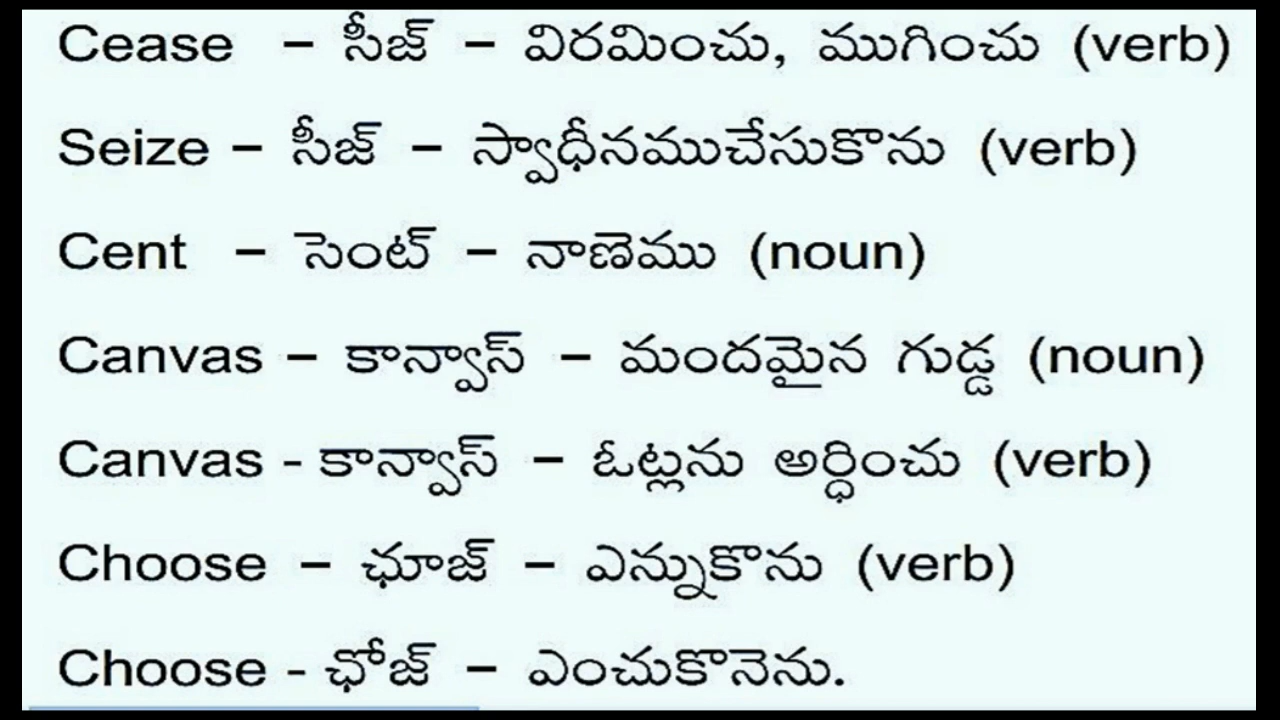 Cease – సీజ్ – విరమించు, ముగించు (verb)
Seize – సీజ్ – స్వాధీనముచేసుకొను (verb)
Cent – సెంట్ – నాణెము (noun)
Canvas – కాన్వాస్ – మందమైన గుడ్డ (noun)
Canvas - కాన్వాస్ – ఓట్లను అర్ధించు (verb)
Choose – ఛూజ్ – ఎన్నుకొను (verb)
Choose - ఛోజ్ – ఎంచుకొనెను.